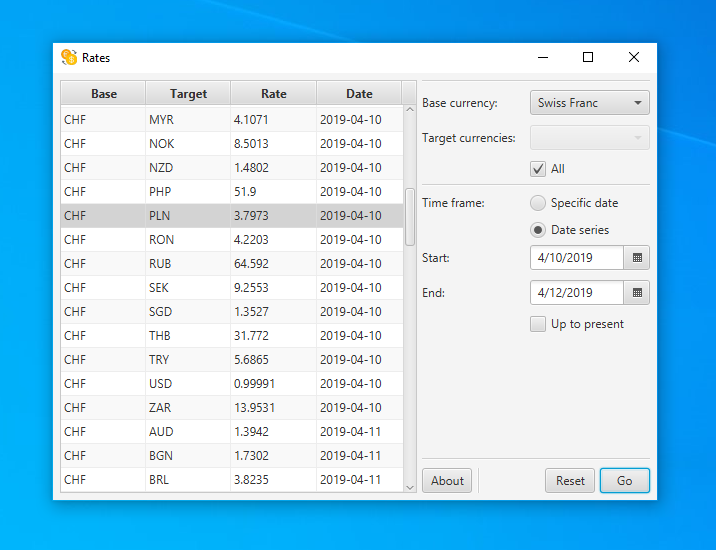 Rates
Base Target Rate Date
CHF MYR 4.1071 2019-04-10
CHF NOK 8.5013 2019-04-10
CHF NZD 1.4802 2019-04-10
CHF PHP 51.9 2019-04-10
CHF PLN 3.7973 2019-04-10
CHF RON 4.2203 2019-04-10
CHF RUB 64.592 2019-04-10
CHF SEK 9.2553 2019-04-10
CHF SGD 1.3527 2019-04-10
CHF THB 31.772 2019-04-10
CHF TRY 5.6865 2019-04-10
CHF USD 0.99991 2019-04-10
CHF ZAR 13.9531 2019-04-10
CHF AUD 1.3942 2019-04-11
CHF BGN 1.7302 2019-04-11
CHF BRL 3.8235 2019-04-11
Base currency: Swiss Franc
Target currencies:
All
Time frame: Specific date
Date series
Start: 4/10/2019
End: 4/12/2019
Up to present
About Reset Go